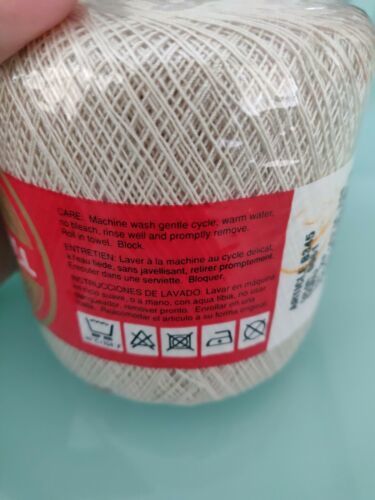 CARE: Machine wash gentle cycle, warm water,
no bleach, rinse well and promptly remove.
Roll in towel. Block.
ENTRETIEN: Laver à la machine au cycle délicat,
à l'eau tiède, sans javellisant, retirer promptement.
Enrouler dans une serviette. Bloquer,
INSTRUCCIONES DE LAVADO: Lavar en máquina
en ciclo suave, o a mano, con agua tibia, no usar
blanqueador, remover pronto. Enrollar en una
toalla. Reacomodar el artículo a su forma original.